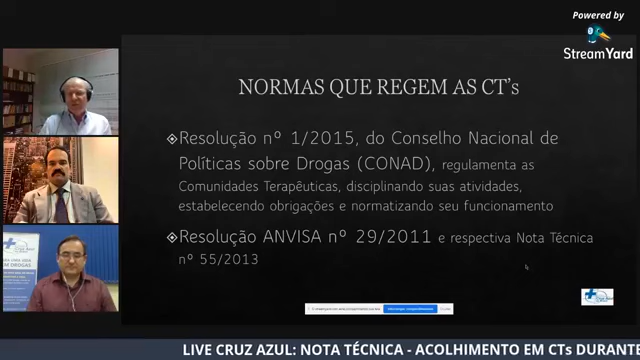 Powered by
StreamYard
NORMAS QUE REGEM AS CT's
Resolução nº 1/2015, do Conselho Nacional de
Políticas sobre Drogas (CONAD), regulamenta as
Comunidades Terapêuticas, disciplinando suas atividades,
estabelecendo obrigações e normatizando seu funcionamento
Resolução ANVISA nº 29/2011 e respectiva Nota Técnica
nº 55/2013
LIVE CRUZ AZUL: NOTA TÉCNICA - ACOLHIMENTO EM CTs DURANTE